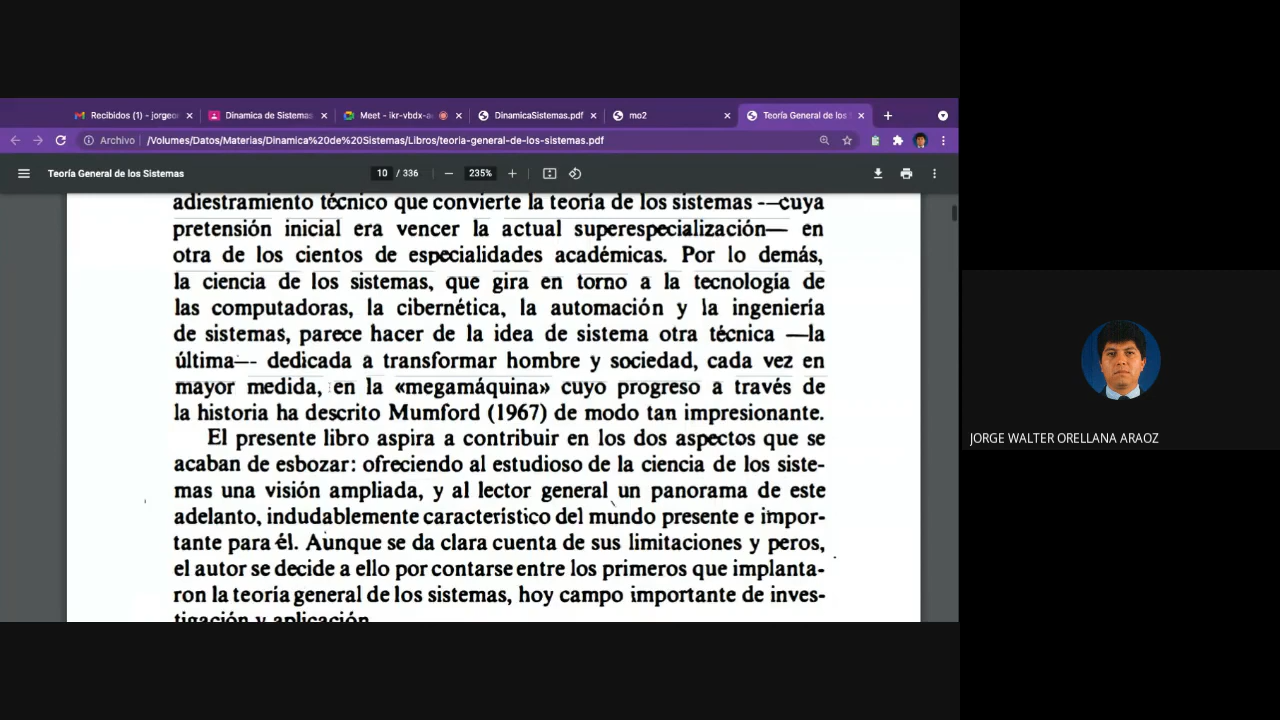 Recibidos (1) - jorgeor
Dinamica de Sistemas
Meet - ikr-vbdx-a
DinamicaSistemas.pdf
mo2
Teoría General de los
Archivo
/Volumes/Datos/Materias/Dinamica%20de%20Sistemas/Libros/teoria-general-de-los-sistemas.pdf
Teoría General de los Sistemas
10 / 336
235%
adiestramiento técnico que convierte la teoría de los sistemas —cuya
pretensión inicial era vencer la actual superespecialización— en
otra de los cientos de especialidades académicas. Por lo demás,
la ciencia de los sistemas, que gira en torno a la tecnología de
las computadoras, la cibernética, la automación y la ingeniería
de sistemas, parece hacer de la idea de sistema otra técnica —la
última— dedicada a transformar hombre y sociedad, cada vez en
mayor medida, en la «megamáquina» cuyo progreso a través de
la historia ha descrito Mumford (1967) de modo tan impresionante.
El presente libro aspira a contribuir en los dos aspectos que se
acaban de esbozar: ofreciendo al estudioso de la ciencia de los siste-
mas una visión ampliada, y al lector general un panorama de este
adelanto, indudablemente característico del mundo presente e impor-
tante para él. Aunque se da clara cuenta de sus limitaciones y peros,
el autor se decide a ello por contarse entre los primeros que implanta-
ron la teoría general de los sistemas, hoy campo importante de inves-
tigación y aplicación.
JORGE WALTER ORELLANA ARAOZ